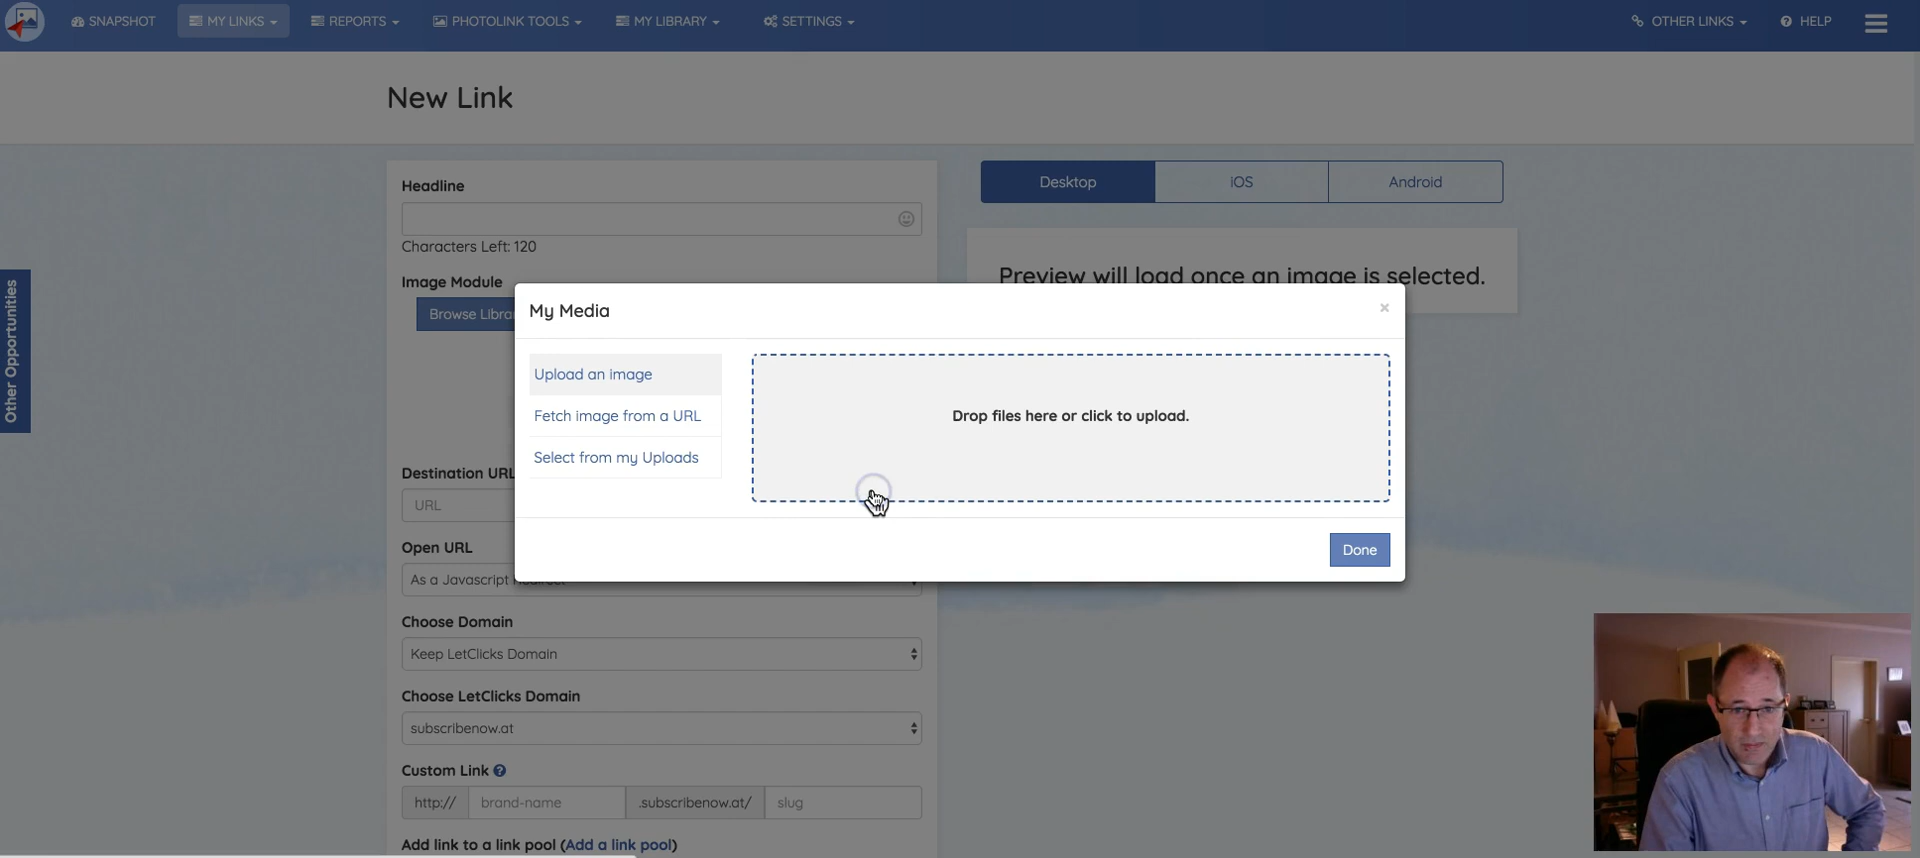 SNAPSHOT
MY LINKS
REPORTS
PHOTOLINK TOOLS
MY LIBRARY
SETTINGS
OTHER LINKS
HELP
New Link
Other Opportunities
Headline
Characters Left: 120
Image Module
Browse Librar
Desktop
iOS
Android
Preview will load once an image is selected.
My Media
×
Upload an image
Fetch image from a URL
Select from my Uploads
Drop files here or click to upload.
Done
Destination URL
URL
Open URL
As a Javascript Redirect
Choose Domain
Keep LetClicks Domain
Choose LetClicks Domain
subscribenow.at
Custom Link
http://
brand-name
.subscribenow.at/
slug
Add link to a link pool (Add a link pool)